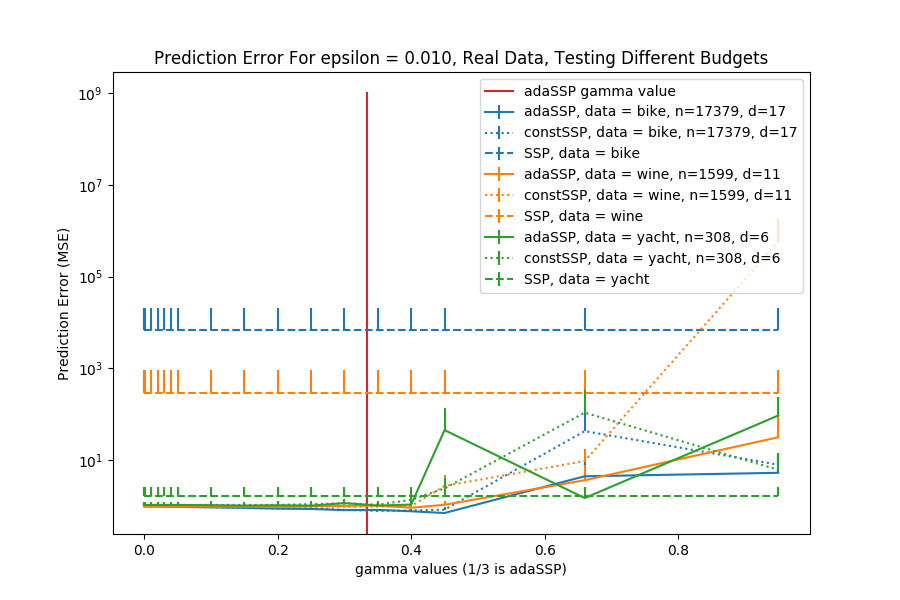 Prediction Error For epsilon = 0.010, Real Data, Testing Different Budgets
adaSSP gamma value
adaSSP, data = bike, n=17379, d=17
constSSP, data = bike, n=17379, d=17
SSP, data = bike
adaSSP, data = wine, n=1599, d=11
constSSP, data = wine, n=1599, d=11
SSP, data = wine
adaSSP, data = yacht, n=308, d=6
constSSP, data = yacht, n=308, d=6
SSP, data = yacht
Prediction Error (MSE)
10⁹
10⁷
10⁵
10³
10¹
0.0 0.2 0.4 0.6 0.8
gamma values (1/3 is adaSSP)